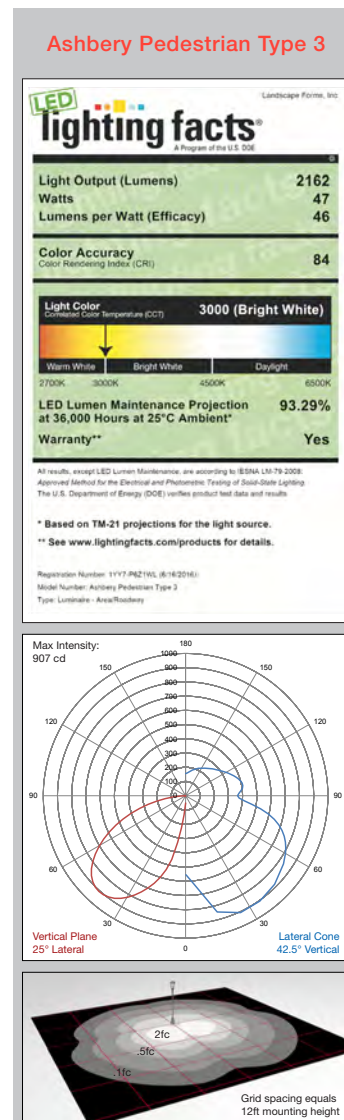 Ashbery Pedestrian Type 3
Landscape Forms, Inc
LED
lighting facts®
A Program of the U.S. DOE
Light Output (Lumens) 2162
Watts 47
Lumens per Watt (Efficacy) 46
Color Accuracy
Color Rendering Index (CRI) 84
Light Color
Correlated Color Temperature (CCT) 3000 (Bright White)
Warm White Bright White Daylight
2700K 3000K 4500K 6500K
LED Lumen Maintenance Projection
at 36,000 Hours at 25°C Ambient* 93.29%
Warranty** Yes
All results, except LED Lumen Maintenance, are according to IESNA LM-79-2008:
Approved Method for the Electrical and Photometric Testing of Solid-State Lighting.
The U.S. Department of Energy (DOE) verifies product test data and results.
* Based on TM-21 projections for the light source.
** See www.lightingfacts.com/products for details.
Registration Number: 1YY7-P6Z1WL (6/16/2016)
Model Number: Ashbery Pedestrian Type 3
Type: Luminaire - Area/Roadway
Max Intensity:
907 cd
180
150 150
120 120
90 90
60 60
30 30
0
1000
900
800
700
600
500
400
300
200
100
Vertical Plane
25° Lateral
Lateral Cone
42.5° Vertical
2fc
.5fc
.1fc
Grid spacing equals
12ft mounting height